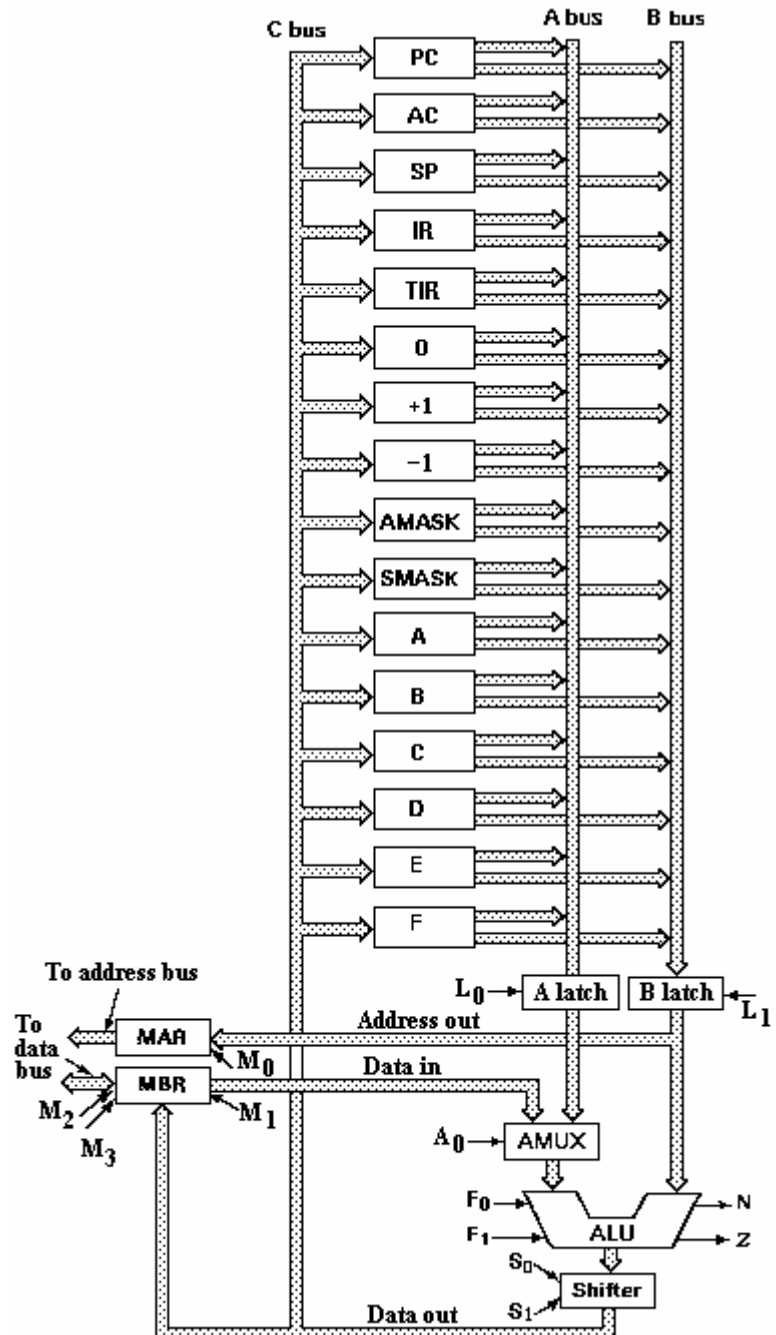 C bus
A bus
B bus
PC
AC
SP
IR
TIR
0
+1
−1
AMASK
SMASK
A
B
C
D
E
F
To address bus
L0
A latch
B latch
L1
To
data
bus
MAR
M0
Address out
MBR
M1
Data in
M2
M3
A0
AMUX
F0
F1
ALU
N
Z
S0
S1
Shifter
Data out